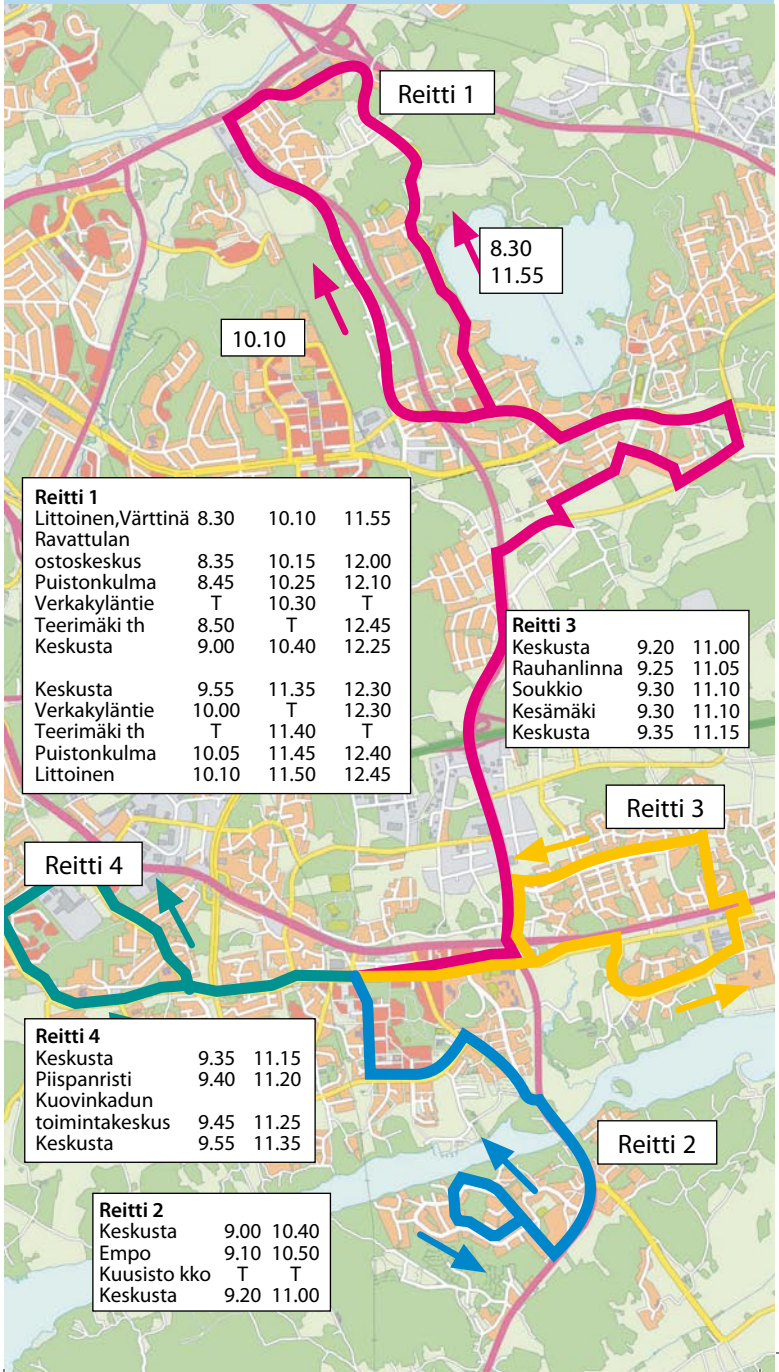 Reitti 1
8.30
11.55
10.10
Reitti 1
Littoinen,Värttinä 8.30 10.10 11.55
Ravattulan
ostoskeskus 8.35 10.15 12.00
Puistonkulma 8.45 10.25 12.10
Verkakyläntie T 10.30 T
Teerimäki th 8.50 T 12.45
Keskusta 9.00 10.40 12.25
Keskusta 9.55 11.35 12.30
Verkakyläntie 10.00 T 12.30
Teerimäki th T 11.40 T
Puistonkulma 10.05 11.45 12.40
Littoinen 10.10 11.50 12.45
Reitti 3
Keskusta 9.20 11.00
Rauhanlinna 9.25 11.05
Soukkio 9.30 11.10
Kesämäki 9.30 11.10
Keskusta 9.35 11.15
Reitti 3
Reitti 4
Reitti 4
Keskusta 9.35 11.15
Piispanristi 9.40 11.20
Kuovinkadun
toimintakeskus 9.45 11.25
Keskusta 9.55 11.35
Reitti 2
Reitti 2
Keskusta 9.00 10.40
Empo 9.10 10.50
Kuusisto kko T T
Keskusta 9.20 11.00